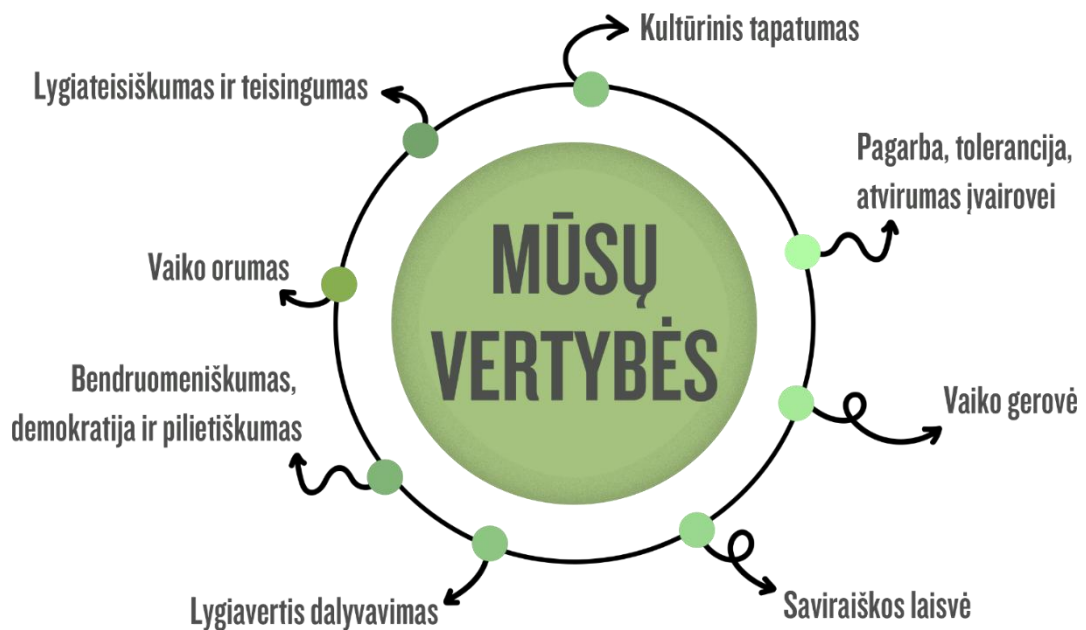 MŪSŲ
VERTYBĖS
Kultūrinis tapatumas
Pagarba, tolerancija,
atvirumas įvairovei
Vaiko gerovė
Saviraiškos laisvė
Lygiavertis dalyvavimas
Bendruomeniškumas,
demokratija ir pilietiškumas
Vaiko orumas
Lygiateisiškumas ir teisingumas